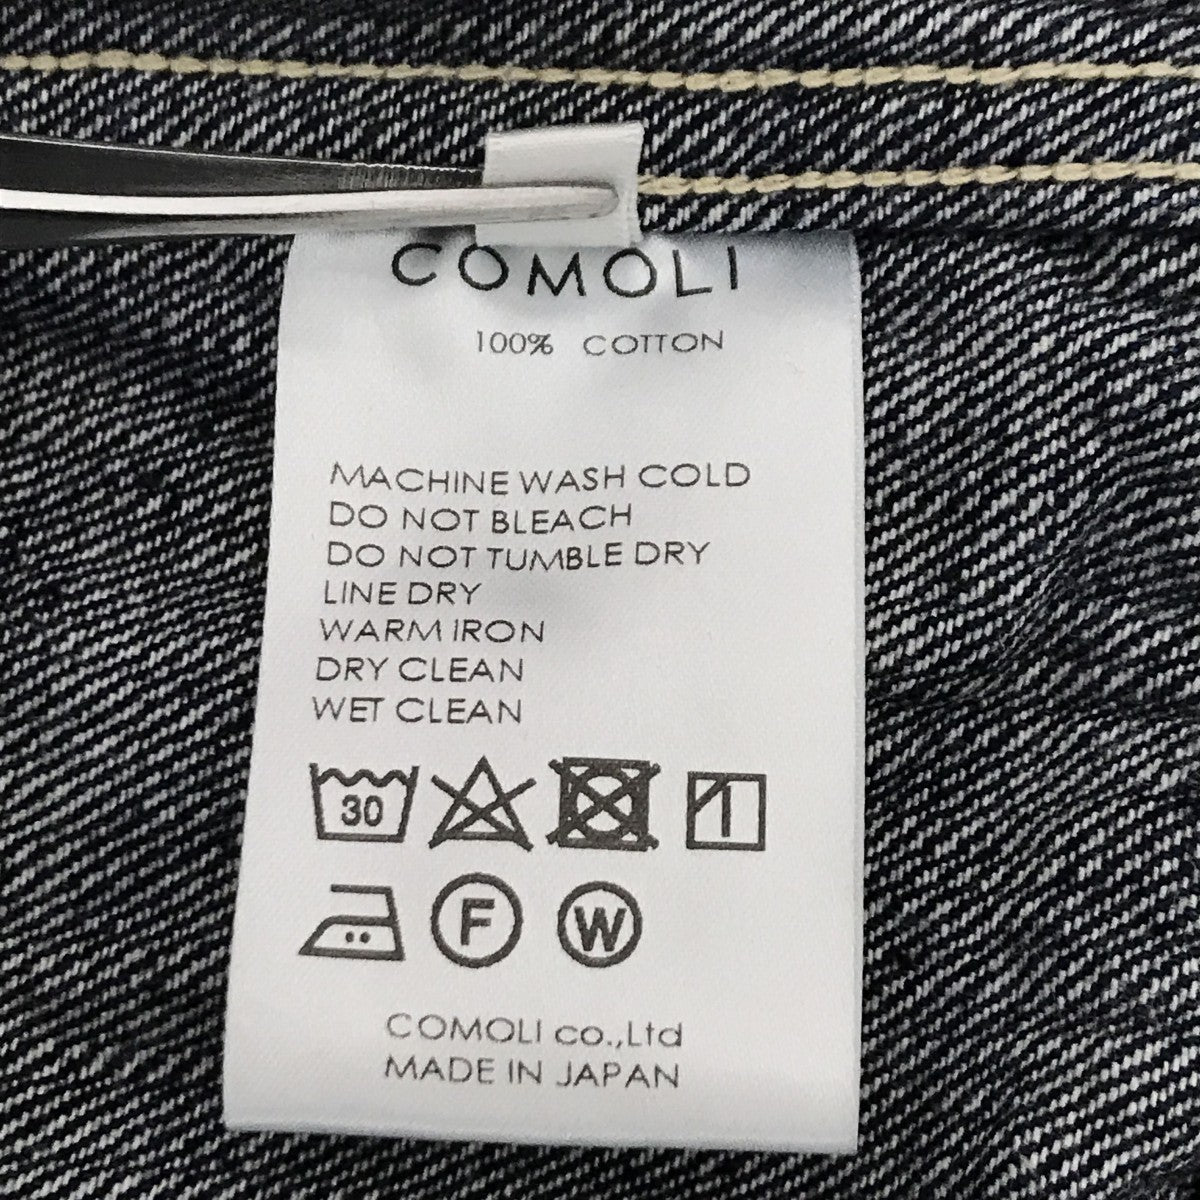 COMOLI
100% COTTON
MACHINE WASH COLD
DO NOT BLEACH
DO NOT TUMBLE DRY
LINE DRY
WARM IRON
DRY CLEAN
WET CLEAN
30
F W
COMOLI co.,Ltd
MADE IN JAPAN